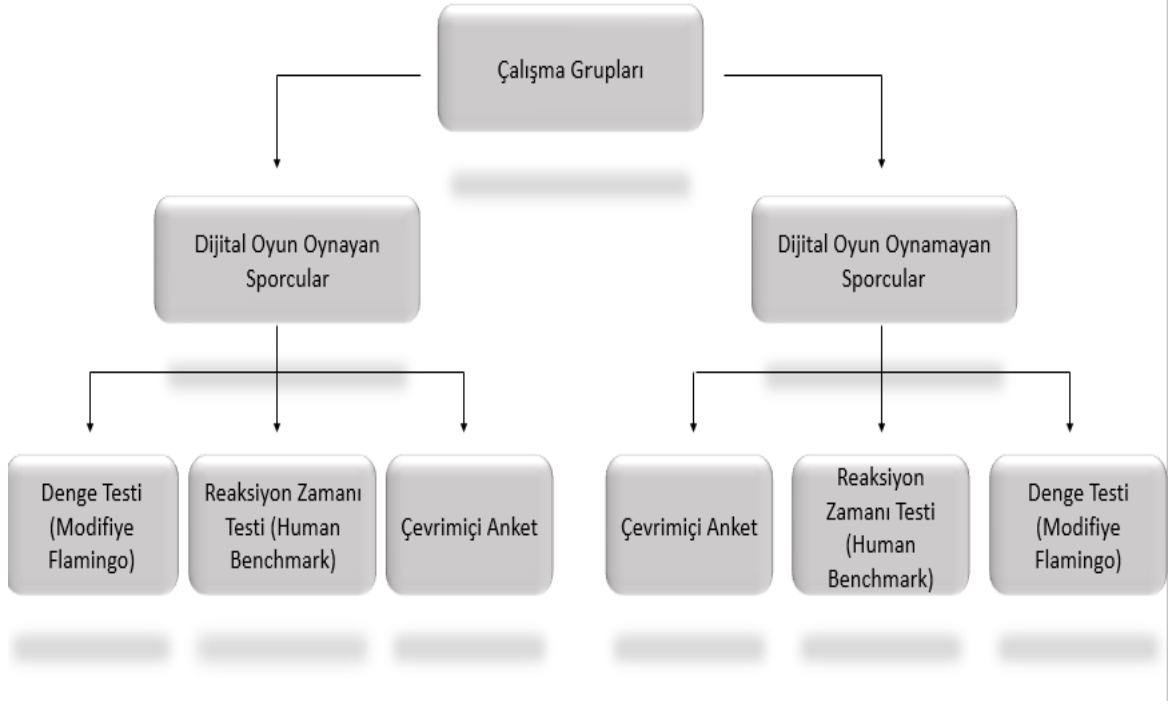 Çalışma Grupları
Dijital Oyun Oynayan
Sporcular
Dijital Oyun Oynamayan
Sporcular
Denge Testi
(Modifiye
Flamingo)
Reaksiyon Zamanı
Testi (Human
Benchmark)
Çevrimiçi Anket
Çevrimiçi Anket
Reaksiyon
Zamanı Testi
(Human
Benchmark)
Denge Testi
(Modifiye
Flamingo)